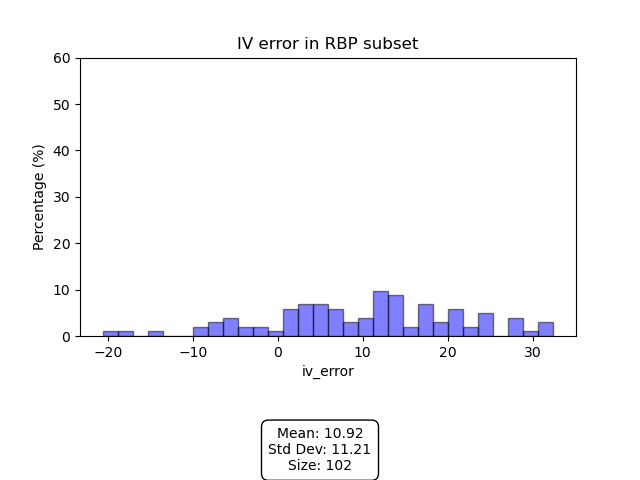 IV error in RBP subset
60
50
40
30
20
10
0
Percentage (%)
−20
−10
0
10
20
30
iv_error
Mean: 10.92
Std Dev: 11.21
Size: 102